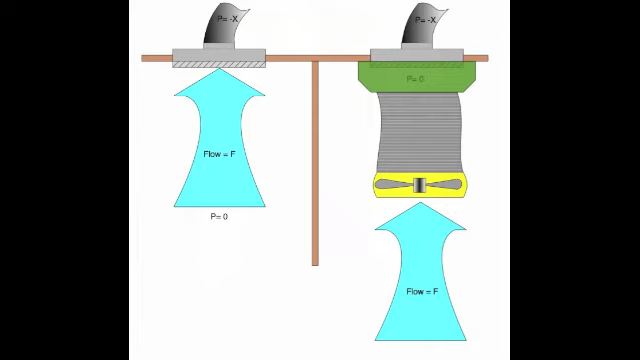 P= -X
P= -X
P= 0
Flow = F
P= 0
Flow = F